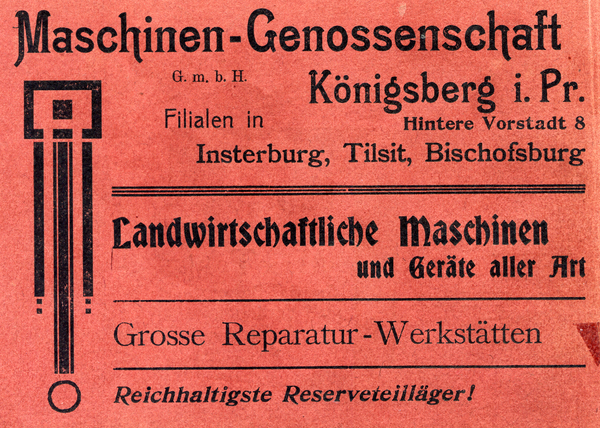 Maschinen-Genossenschaft
G. m. b. H.
Königsberg i. Pr.
Filialen in
Hintere Vorstadt 8
Insterburg, Tilsit, Bischofsburg
Landwirtschaftliche Maschinen
und Geräte aller Art
Grosse Reparatur-Werkstätten
Reichhaltigste Reserveteilläger!